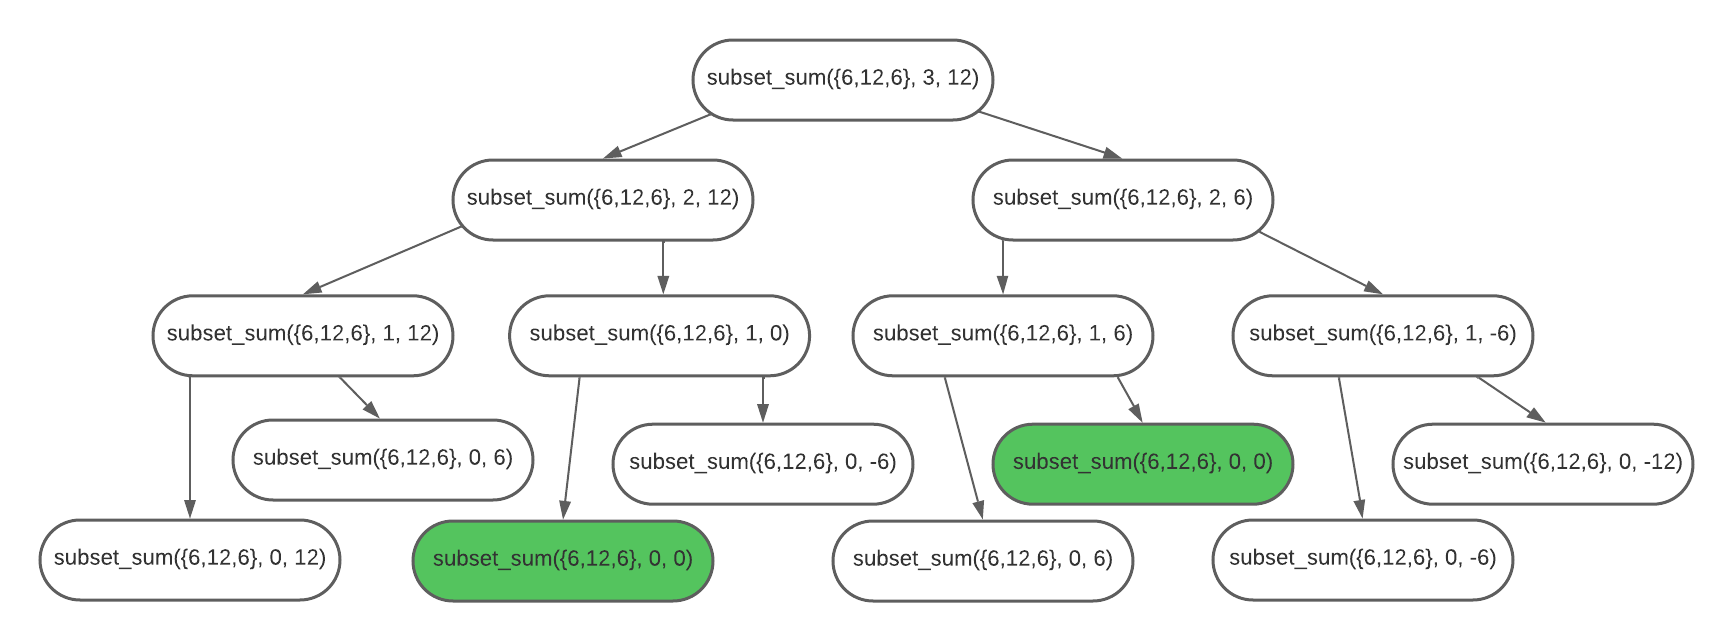 subset_sum({6,12,6}, 3, 12)
subset_sum({6,12,6}, 2, 12)
subset_sum({6,12,6}, 2, 6)
subset_sum({6,12,6}, 1, 12)
subset_sum({6,12,6}, 1, 0)
subset_sum({6,12,6}, 1, 6)
subset_sum({6,12,6}, 1, -6)
subset_sum({6,12,6}, 0, 6)
subset_sum({6,12,6}, 0, -6)
subset_sum({6,12,6}, 0, 0)
subset_sum({6,12,6}, 0, -12)
subset_sum({6,12,6}, 0, 12)
subset_sum({6,12,6}, 0, 0)
subset_sum({6,12,6}, 0, 6)
subset_sum({6,12,6}, 0, -6)